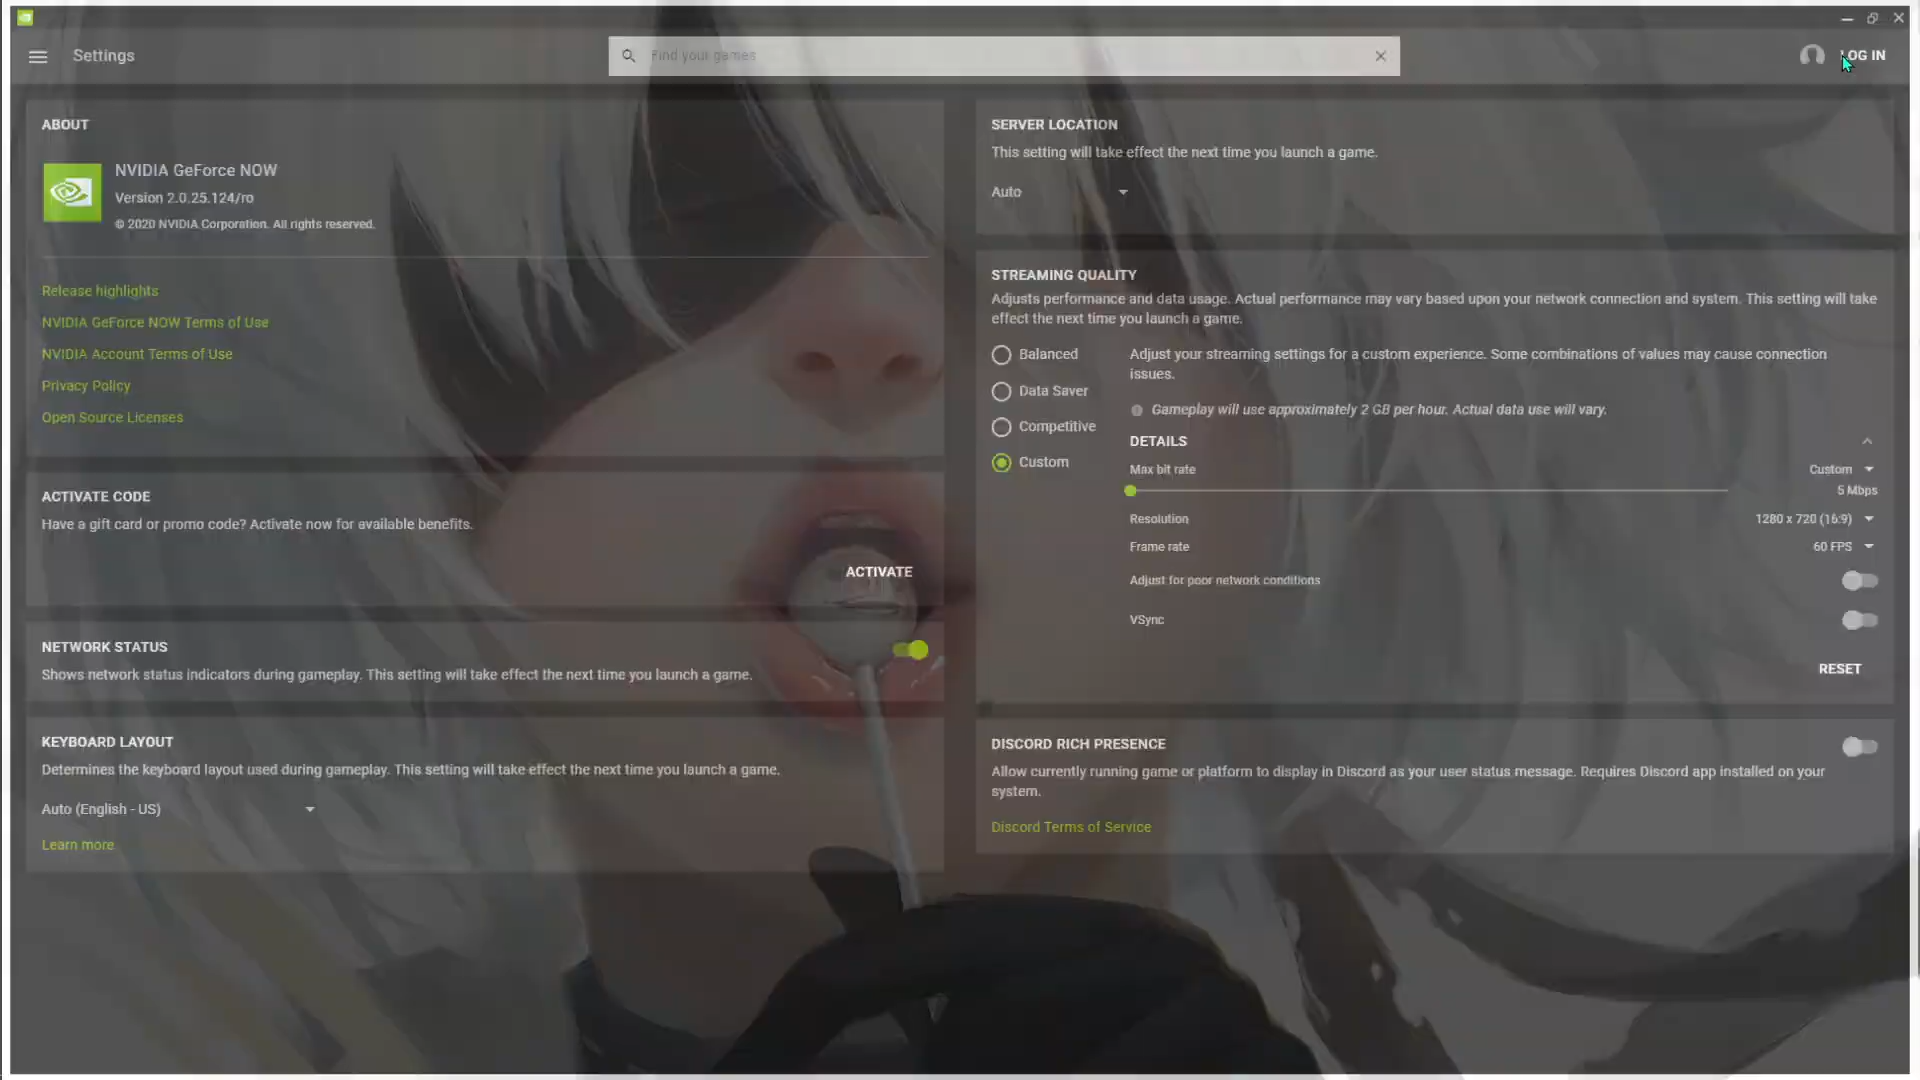 Settings
Find your games
LOG IN
ABOUT
NVIDIA GeForce NOW
Version 2.0.25.124/ro
© 2020 NVIDIA Corporation. All rights reserved.
Release highlights
NVIDIA GeForce NOW Terms of Use
NVIDIA Account Terms of Use
Privacy Policy
Open Source Licenses
ACTIVATE CODE
Have a gift card or promo code? Activate now for available benefits.
ACTIVATE
NETWORK STATUS
Shows network status indicators during gameplay. This setting will take effect the next time you launch a game.
KEYBOARD LAYOUT
Determines the keyboard layout used during gameplay. This setting will take effect the next time you launch a game.
Auto (English - US)
Learn more
SERVER LOCATION
This setting will take effect the next time you launch a game.
Auto
STREAMING QUALITY
Adjusts performance and data usage. Actual performance may vary based upon your network connection and system. This setting will take
effect the next time you launch a game.
Balanced
Data Saver
Competitive
Custom
Adjust your streaming settings for a custom experience. Some combinations of values may cause connection
issues.
Gameplay will use approximately 2 GB per hour. Actual data use will vary.
DETAILS
Max bit rate
Custom
5 Mbps
Resolution
1280 x 720 (16:9)
Frame rate
60 FPS
Adjust for poor network conditions
VSync
RESET
DISCORD RICH PRESENCE
Allow currently running game or platform to display in Discord as your user status message. Requires Discord app installed on your
system.
Discord Terms of Service